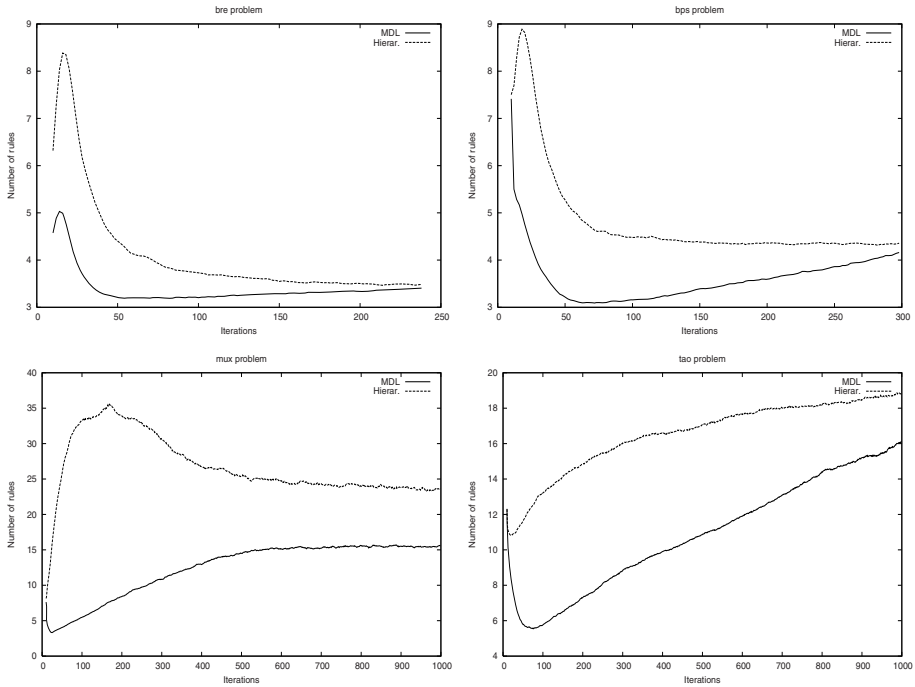 bre problem
9
8
7
6
5
4
3
0 50 100 150 200 250
Number of rules
Iterations
MDL
Hierar.
bps problem
9
8
7
6
5
4
3
0 50 100 150 200 250 300
Number of rules
Iterations
MDL
Hierar.
mux problem
40
35
30
25
20
15
10
5
0
0 100 200 300 400 500 600 700 800 900 1000
Number of rules
Iterations
MDL
Hierar.
tao problem
20
18
16
14
12
10
8
6
4
0 100 200 300 400 500 600 700 800 900 1000
Number of rules
Iterations
MDL
Hierar.